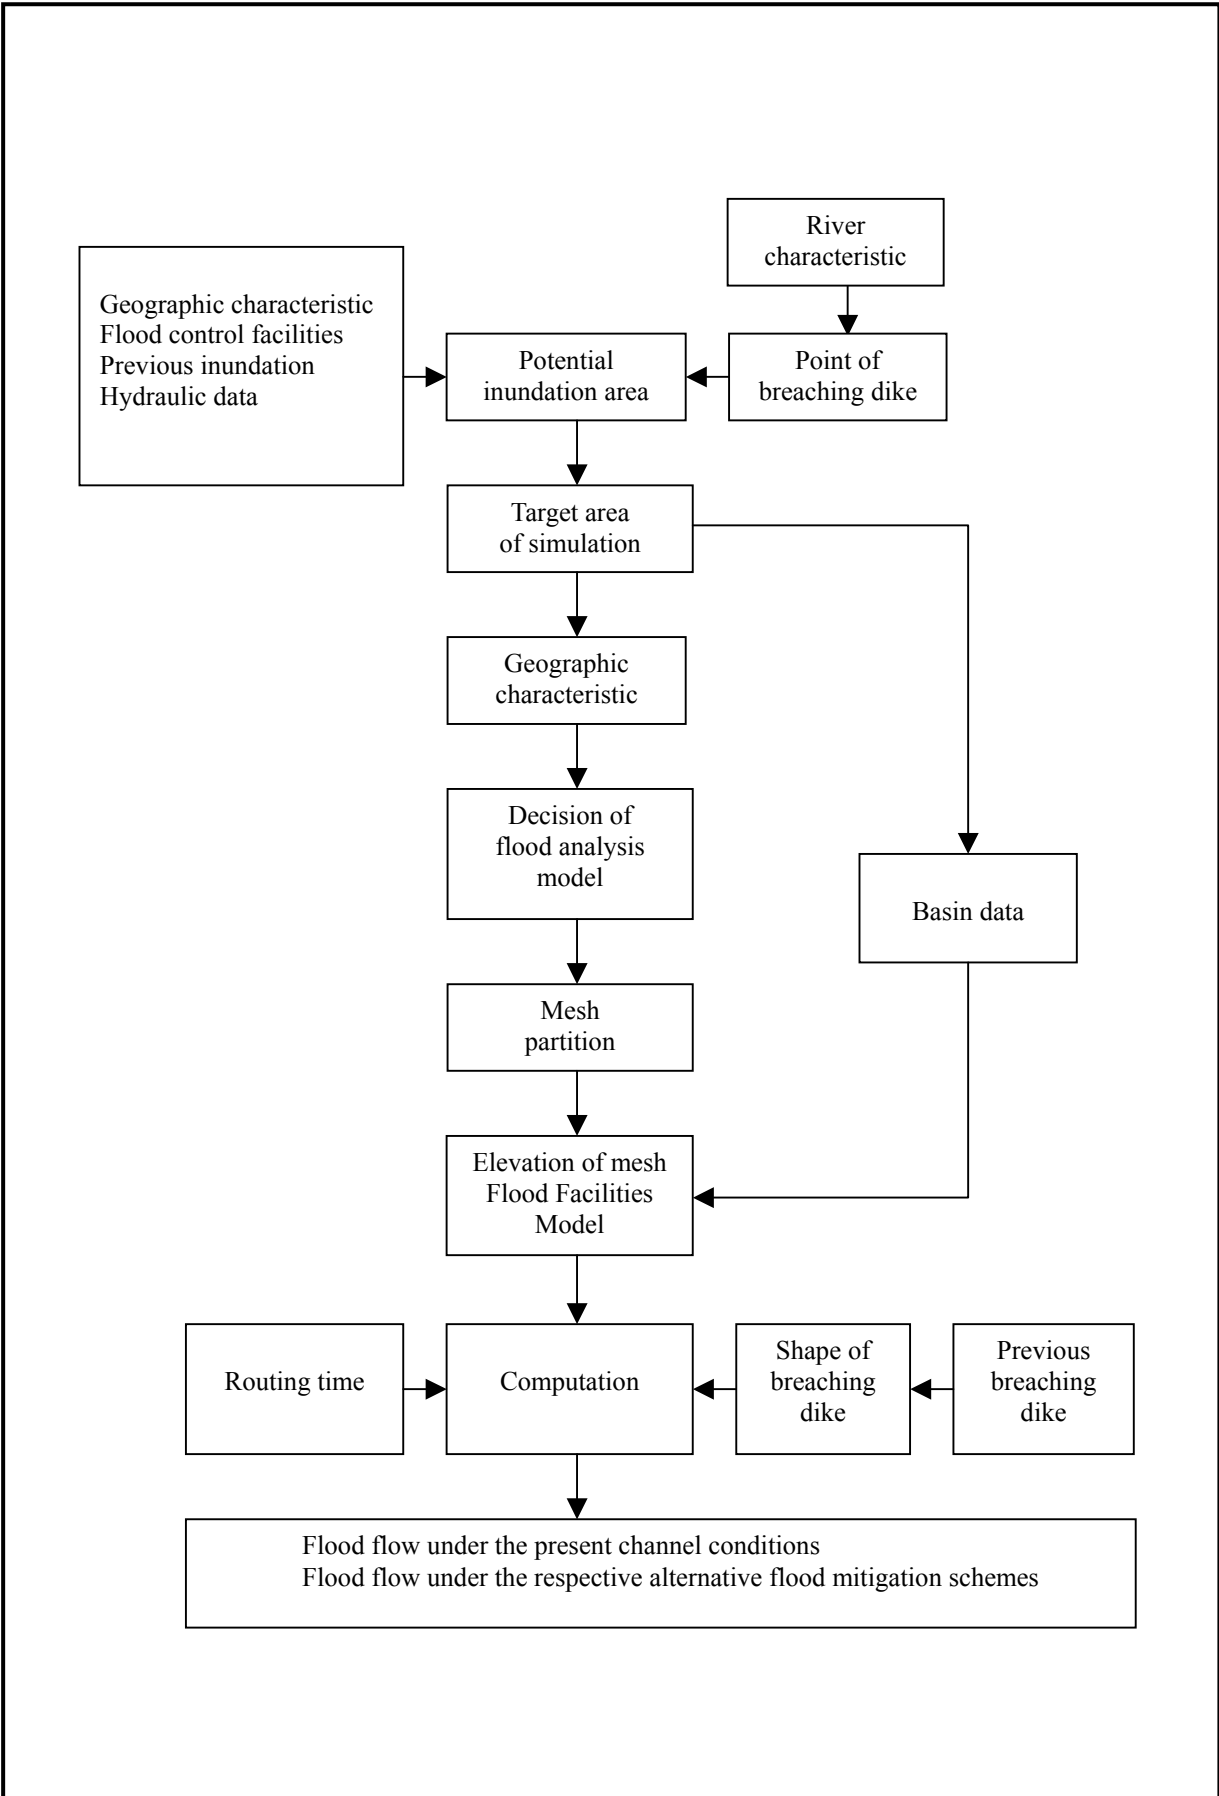 River
characteristic
Geographic characteristic
Flood control facilities
Previous inundation
Hydraulic data
Potential
inundation area
Point of
breaching dike
Target area
of simulation
Geographic
characteristic
Decision of
flood analysis
model
Basin data
Mesh
partition
Elevation of mesh
Flood Facilities
Model
Routing time
Computation
Shape of
breaching
dike
Previous
breaching
dike
Flood flow under the present channel conditions
Flood flow under the respective alternative flood mitigation schemes